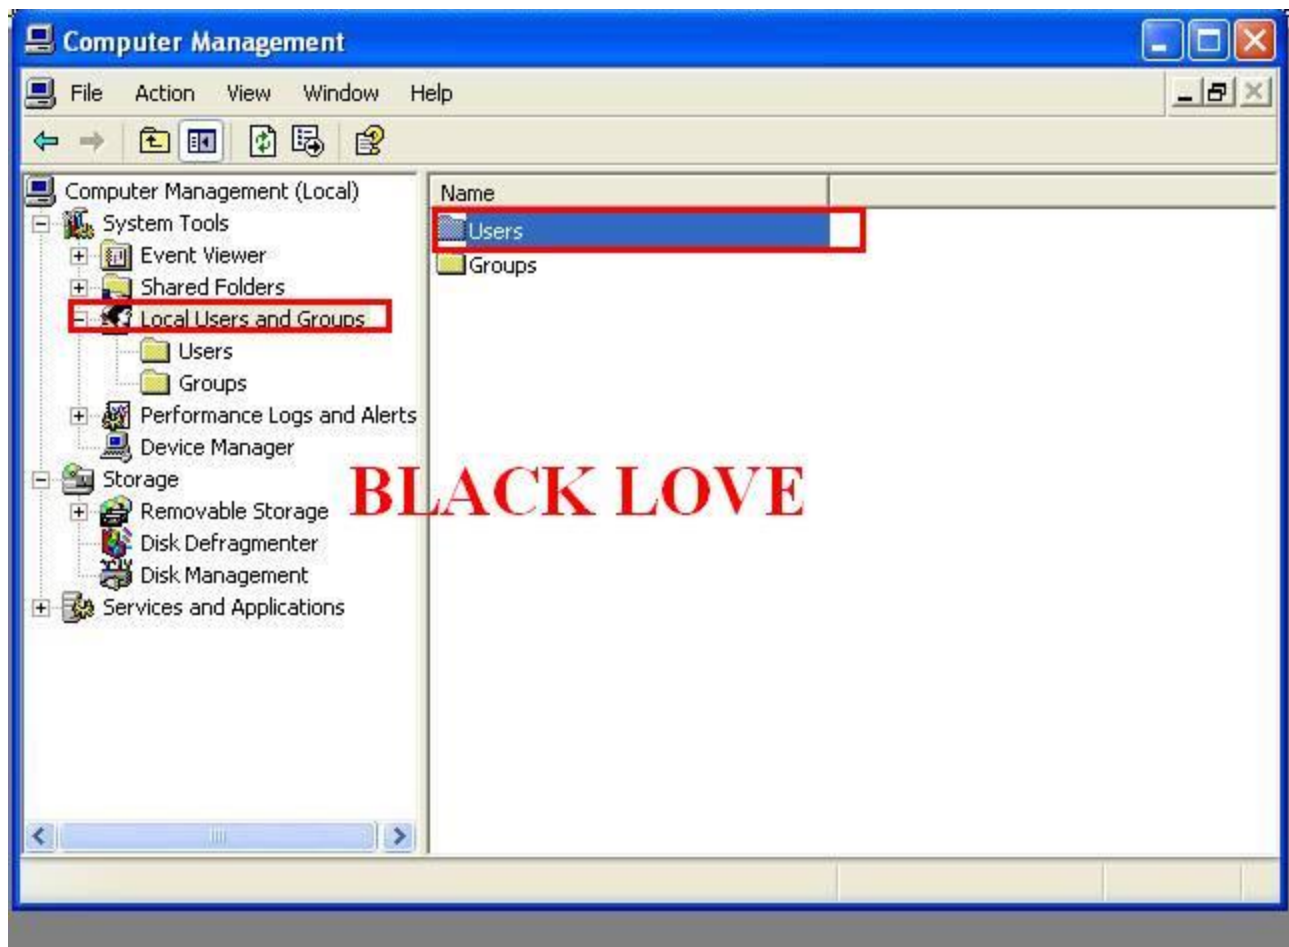 Computer Management
File Action View Window Help
Computer Management (Local)
System Tools
Event Viewer
Shared Folders
Local Users and Groups
Users
Groups
Performance Logs and Alerts
Device Manager
Storage
Removable Storage
Disk Defragmenter
Disk Management
Services and Applications
Name
Users
Groups
BLACK LOVE